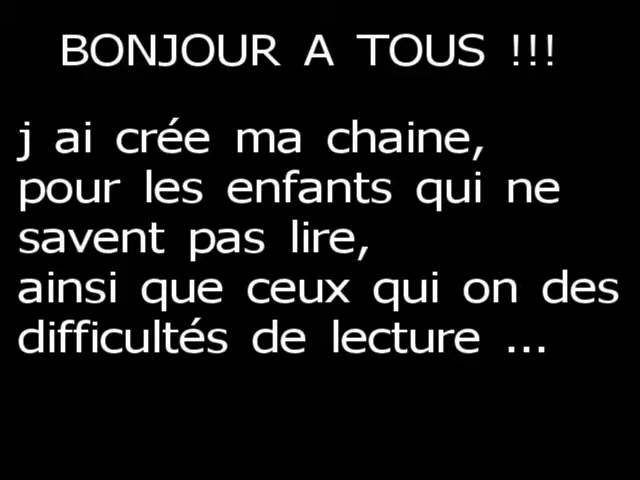 BONJOUR A TOUS !!!
j ai crée ma chaine,
pour les enfants qui ne
savent pas lire,
ainsi que ceux qui on des
difficultés de lecture ...